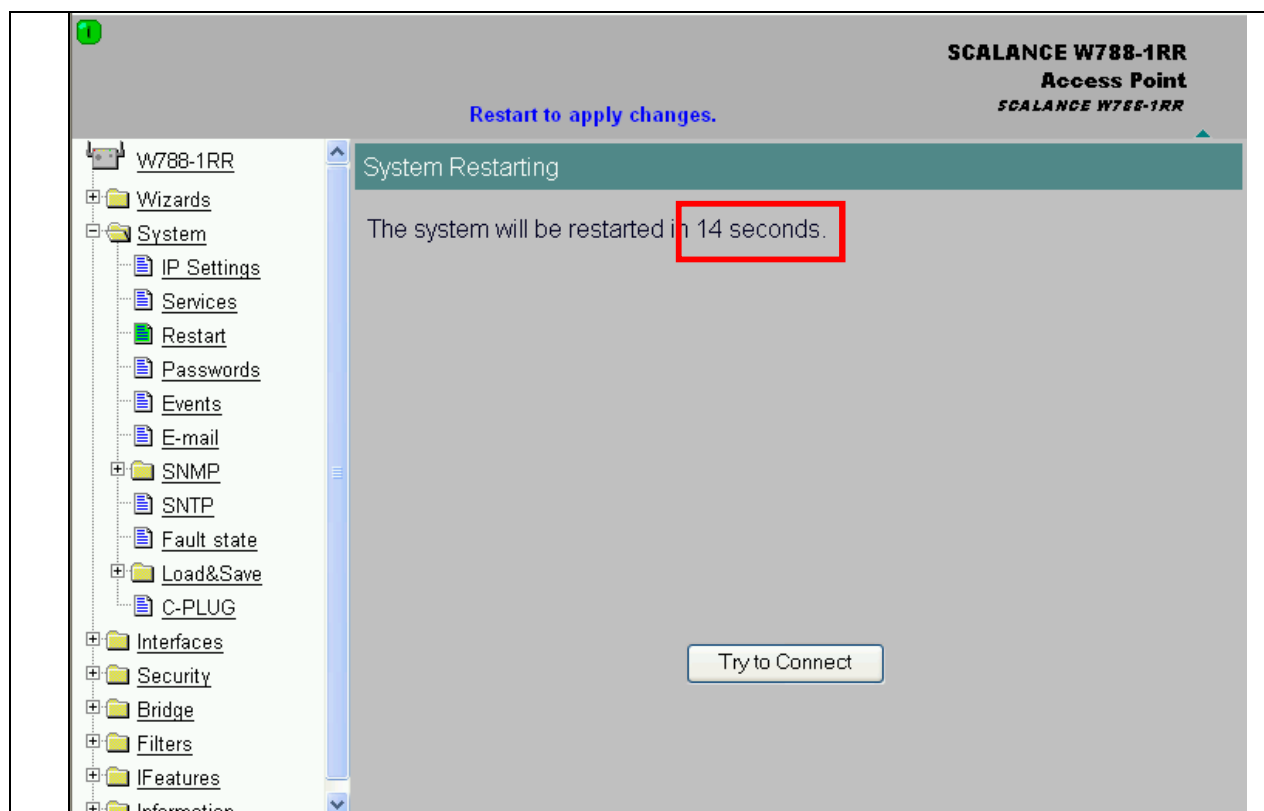 SCALANCE W788-1RR
Access Point
SCALANCE W788-1RR
Restart to apply changes.
W788-1RR
Wizards
System
IP Settings
Services
Restart
Passwords
Events
E-mail
SNMP
SNTP
Fault state
Load&Save
C-PLUG
Interfaces
Security
Bridge
Filters
IFeatures
Information
System Restarting
The system will be restarted in 14 seconds.
Try to Connect